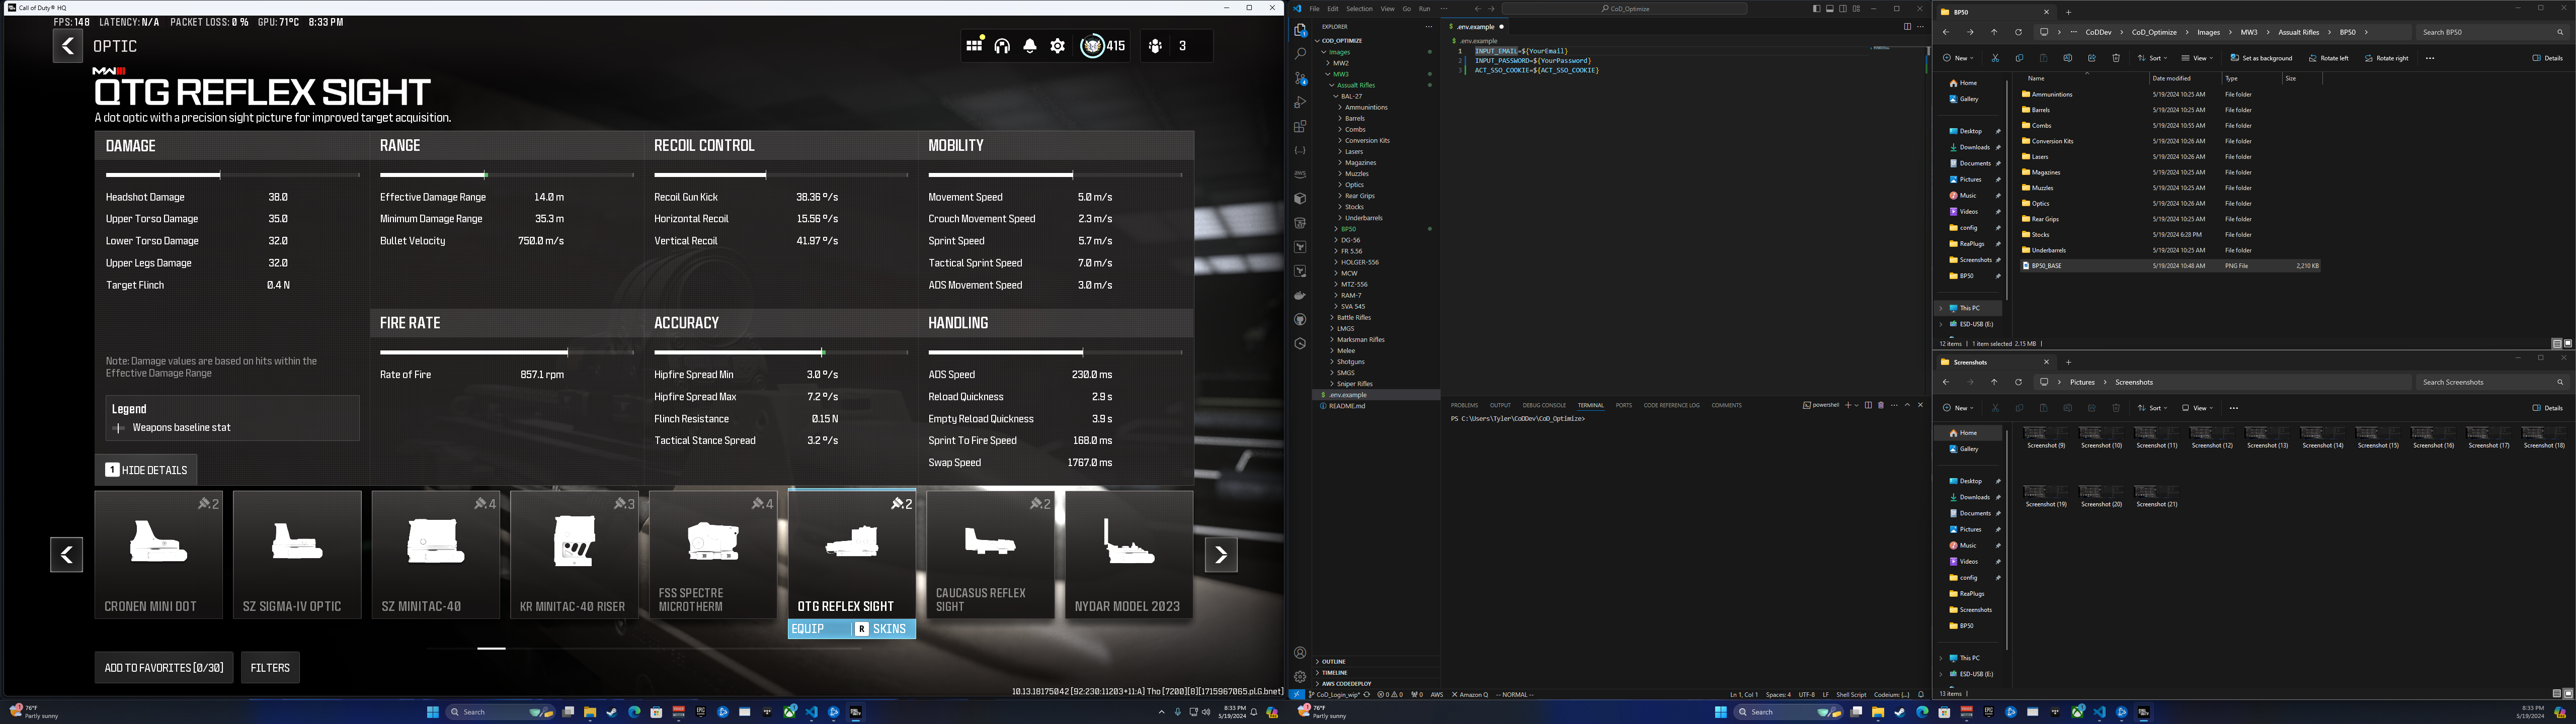 Call of Duty® HQ
FPS: 148 LATENCY: N/A PACKET LOSS: 0 % GPU: 71°C 8:33 PM
OPTIC
415
3
MWIII
QTG REFLEX SIGHT
A dot optic with a precision sight picture for improved target acquisition.
DAMAGE
Headshot Damage 38.0
Upper Torso Damage 35.0
Lower Torso Damage 32.0
Upper Legs Damage 32.0
Target Flinch 0.4 N
Note: Damage values are based on hits within the
Effective Damage Range
Legend
Weapons baseline stat
RANGE
Effective Damage Range 14.0 m
Minimum Damage Range 35.3 m
Bullet Velocity 750.0 m/s
FIRE RATE
Rate of Fire 857.1 rpm
RECOIL CONTROL
Recoil Gun Kick 38.36 º/s
Horizontal Recoil 15.56 º/s
Vertical Recoil 41.97 º/s
ACCURACY
Hipfire Spread Min 3.0 º/s
Hipfire Spread Max 7.2 º/s
Flinch Resistance 0.15 N
Tactical Stance Spread 3.2 º/s
MOBILITY
Movement Speed 5.0 m/s
Crouch Movement Speed 2.3 m/s
Sprint Speed 5.7 m/s
Tactical Sprint Speed 7.0 m/s
ADS Movement Speed 3.0 m/s
HANDLING
ADS Speed 230.0 ms
Reload Quickness 2.9 s
Empty Reload Quickness 3.9 s
Sprint To Fire Speed 168.0 ms
Swap Speed 1767.0 ms
1 HIDE DETAILS
.2
CRONEN MINI DOT
SZ SIGMA-IV OPTIC
.4
SZ MINITAC-40
.3
KR MINITAC-40 RISER
.4
FSS SPECTRE
MICROTHERM
.2
QTG REFLEX SIGHT
EQUIP R SKINS
.2
CAUCASUS REFLEX
SIGHT
NYDAR MODEL 2023
ADD TO FAVORITES [0/30]
FILTERS
10.13.18175042 [92:230:11203+11:A] Tho [7200][8][1715967065.pl.G.bnet]
76°F
Partly sunny
Search
8:33 PM
5/19/2024
File Edit Selection View Go Run ···
CoD_Optimize
EXPLORER
COD_OPTIMIZE
Images
MW2
MW3
Assualt Rifles
BAL-27
Ammunintions
Barrels
Combs
Conversion Kits
Lasers
Magazines
Muzzles
Optics
Rear Grips
Stocks
Underbarrels
BP50
DG-56
FR 5.56
HOLGER-556
MCW
MTZ-556
RAM-7
SVA 545
Battle Rifles
LMGS
Marksman Rifles
Melee
Shotguns
SMGS
Sniper Rifles
.env.example
README.md
OUTLINE
TIMELINE
AWS CODEDEPLOY
.env.example
.env.example
1 INPUT_EMAIL=${YourEmail}
2 INPUT_PASSWORD=${YourPassword}
3 ACT_SSO_COOKIE=${ACT_SSO_COOKIE}
PROBLEMS OUTPUT DEBUG CONSOLE TERMINAL PORTS CODE REFERENCE LOG COMMENTS
powershell
PS C:\Users\Tyler\CoDDev\CoD_Optimize>
CoD_Login_wip* 0 0 0 AWS Amazon Q -- NORMAL --
Ln 1, Col 1 Spaces: 4 UTF-8 LF Shell Script Codeium: {...}
76°F
Partly sunny
Search
8:33 PM
5/19/2024
BP50
CoDDev CoD_Optimize Images MW3 Assualt Rifles BP50
Search BP50
New Sort View Set as background Rotate left Rotate right Details
Name Date modified Type Size
Home
Gallery
Desktop
Downloads
Documents
Pictures
Music
Videos
config
ReaPlugs
Screenshots
BP50
This PC
ESD-USB (E:)
Ammunintions 5/19/2024 10:25 AM File folder
Barrels 5/19/2024 10:25 AM File folder
Combs 5/19/2024 10:55 AM File folder
Conversion Kits 5/19/2024 10:26 AM File folder
Lasers 5/19/2024 10:26 AM File folder
Magazines 5/19/2024 10:25 AM File folder
Muzzles 5/19/2024 10:25 AM File folder
Optics 5/19/2024 10:26 AM File folder
Rear Grips 5/19/2024 10:25 AM File folder
Stocks 5/19/2024 6:28 PM File folder
Underbarrels 5/19/2024 10:25 AM File folder
BP50_BASE 5/19/2024 10:48 AM PNG File 2,210 KB
12 items 1 item selected 2.15 MB
Screenshots
Pictures Screenshots
Search Screenshots
New Sort View Details
Home
Gallery
Desktop
Downloads
Documents
Pictures
Music
Videos
config
ReaPlugs
Screenshots
BP50
This PC
ESD-USB (E:)
Screenshot (9) Screenshot (10) Screenshot (11) Screenshot (12) Screenshot (13) Screenshot (14) Screenshot (15) Screenshot (16) Screenshot (17) Screenshot (18)
Screenshot (19) Screenshot (20) Screenshot (21)
13 items